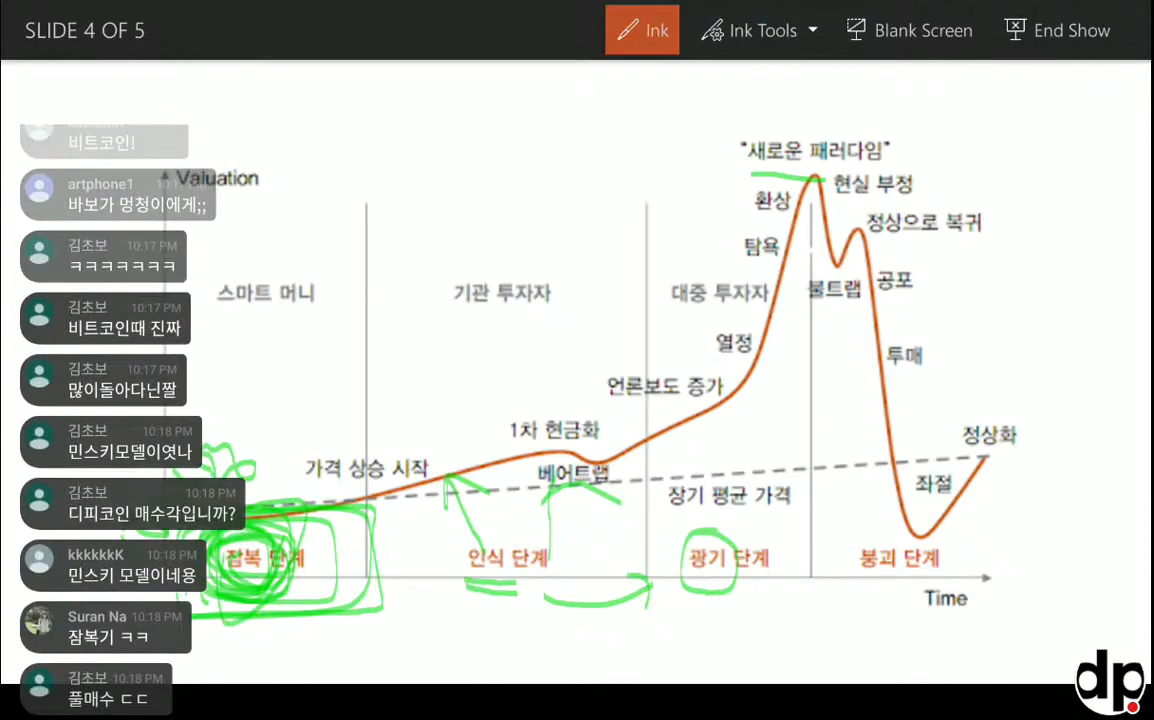 SLIDE 4 OF 5
Ink
Ink Tools
Blank Screen
End Show
비트코인!
artphone1
바보가 멍청이에게;;
김초보 10:17 PM
ㅋㅋㅋㅋㅋㅋㅋ
김초보 10:17 PM
비트코인때 진짜
김초보 10:17 PM
많이돌아다닌짤
김초보 10:18 PM
민스키모델이엿나
김초보 10:18 PM
디피코인 매수각입니까?
kkkkkkK 10:18 PM
민스키 모델이네용
Suran Na 10:18 PM
잠복기 ㅋㅋ
김초보 10:18 PM
풀매수 ㄷㄷ
Valuation
"새로운 패러다임"
환상
현실 부정
탐욕
정상으로 복귀
스마트 머니
기관 투자자
대중 투자자
불트랩
공포
열정
투매
언론보도 증가
1차 현금화
정상화
가격 상승 시작
베어트랩
장기 평균 가격
좌절
잠복 단계
인식 단계
광기 단계
붕괴 단계
Time
dp